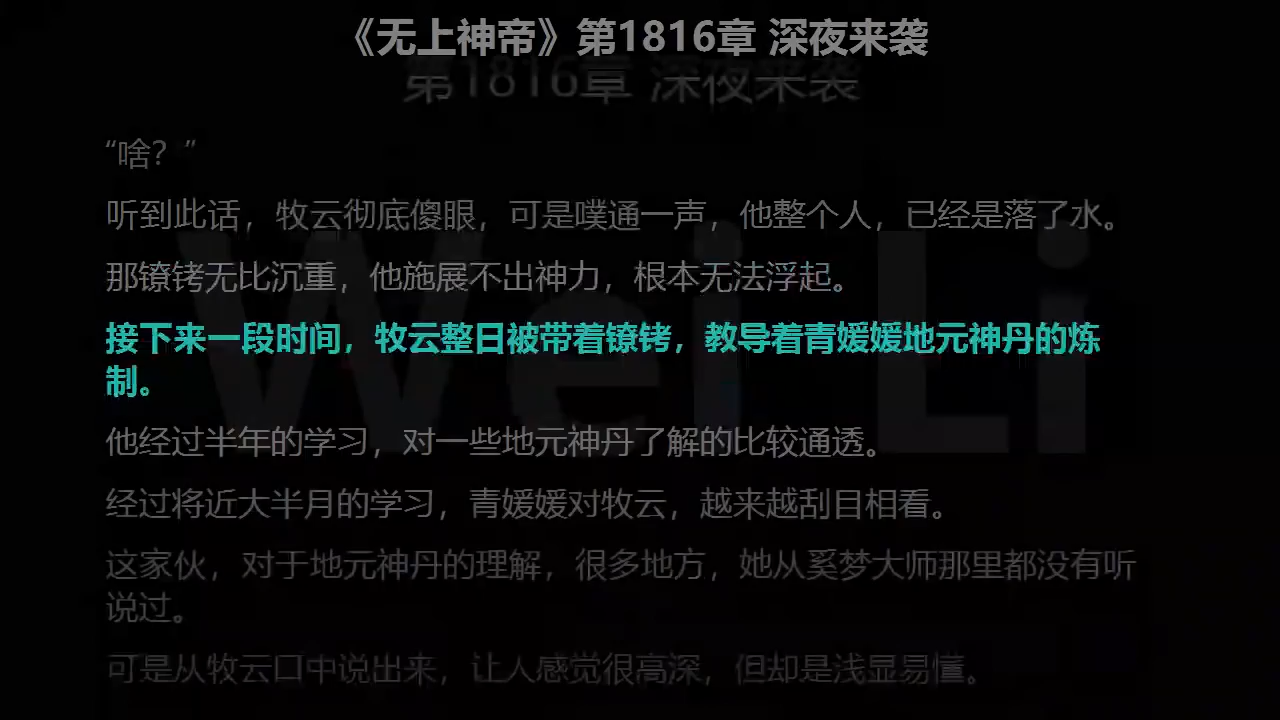 《无上神帝》第1816章 深夜来袭
第1816章 深夜来袭
“啥？”
听到此话，牧云彻底傻眼，可是噗通一声，他整个人，已经是落了水。
那镣铐无比沉重，他施展不出神力，根本无法浮起。
接下来一段时间，牧云整日被带着镣铐，教导着青媛媛地元神丹的炼
制。
他经过半年的学习，对一些地元神丹了解的比较通透。
经过将近大半月的学习，青媛媛对牧云，越来越刮目相看。
这家伙，对于地元神丹的理解，很多地方，她从奚梦大师那里都没有听
说过。
可是从牧云口中说出来，让人感觉很高深，但却是浅显易懂。
Wei Li